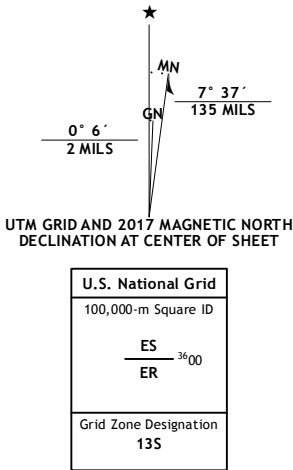 ★
MN
7° 37´
135 MILS
GN
0° 6´
2 MILS
UTM GRID AND 2017 MAGNETIC NORTH
DECLINATION AT CENTER OF SHEET
U.S. National Grid
100,000-m Square ID
ES
3600
ER
Grid Zone Designation
13S